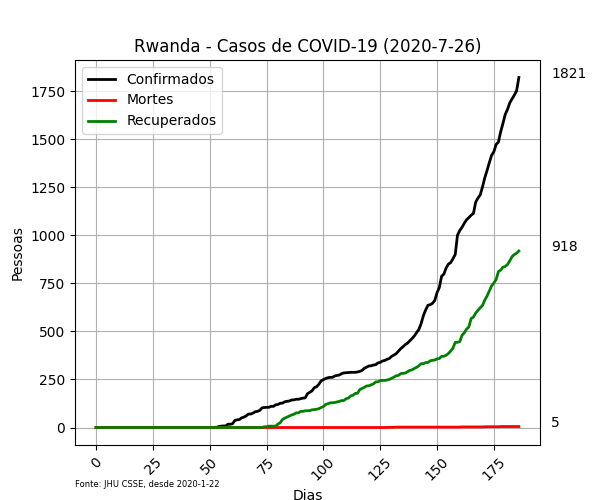 Rwanda - Casos de COVID-19 (2020-7-26)
Confirmados
Mortes
Recuperados
1821
918
5
Pessoas
1750
1500
1250
1000
750
500
250
0
0 25 50 75 100 125 150 175
Fonte: JHU CSSE, desde 2020-1-22
Dias